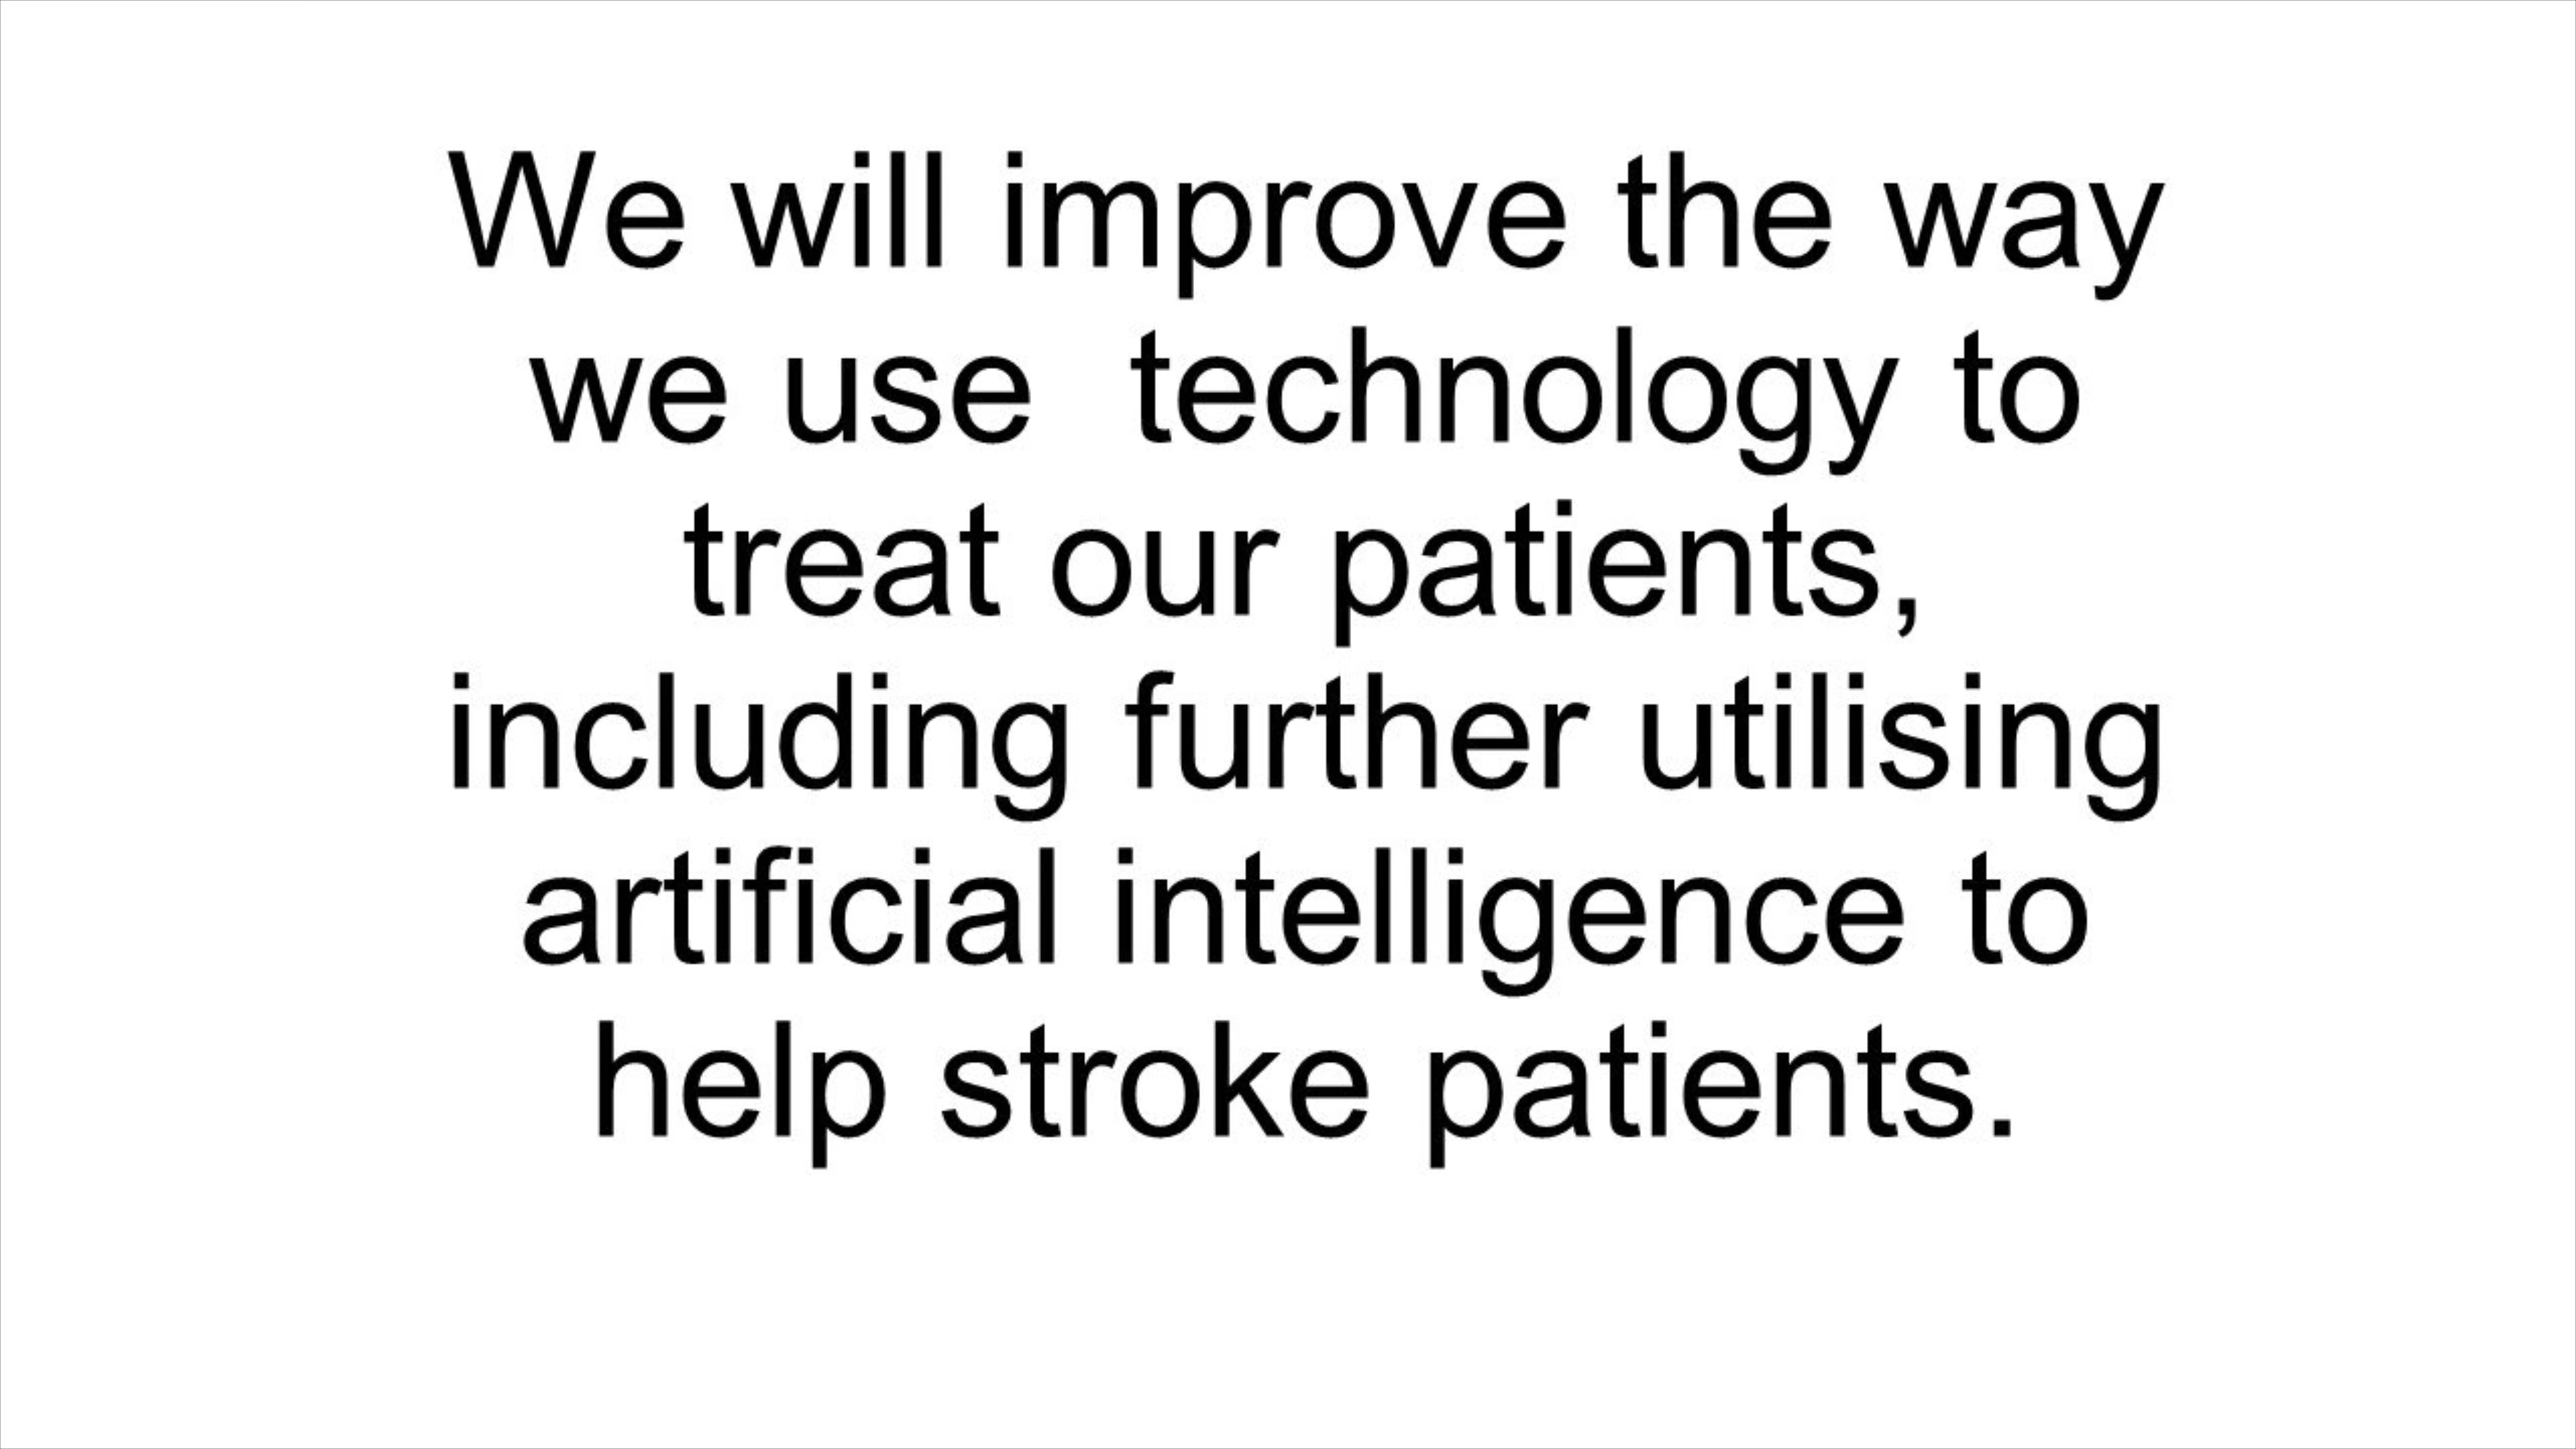 We will improve the way
we use  technology to
treat our patients,
including further utilising
artificial intelligence to
help stroke patients.